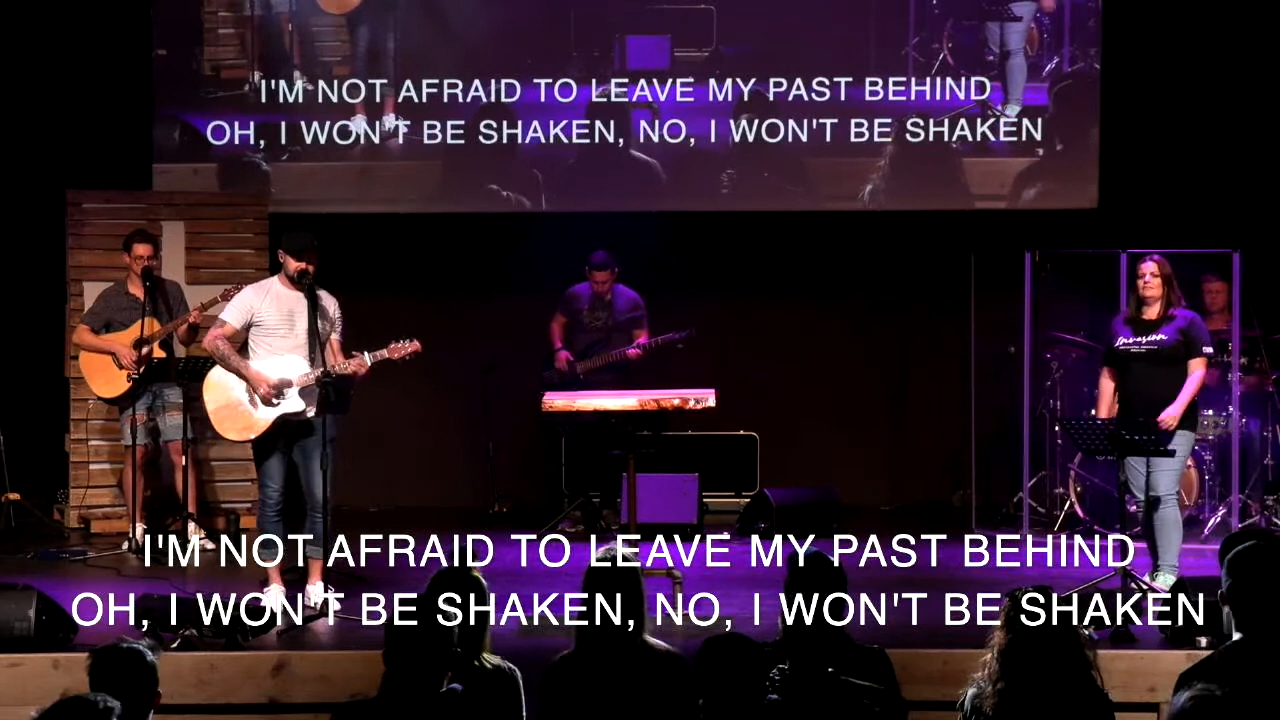 I'M NOT AFRAID TO LEAVE MY PAST BEHIND
OH, I WON'T BE SHAKEN, NO, I WON'T BE SHAKEN
Invasion
I'M NOT AFRAID TO LEAVE MY PAST BEHIND
OH, I WON'T BE SHAKEN, NO, I WON'T BE SHAKEN